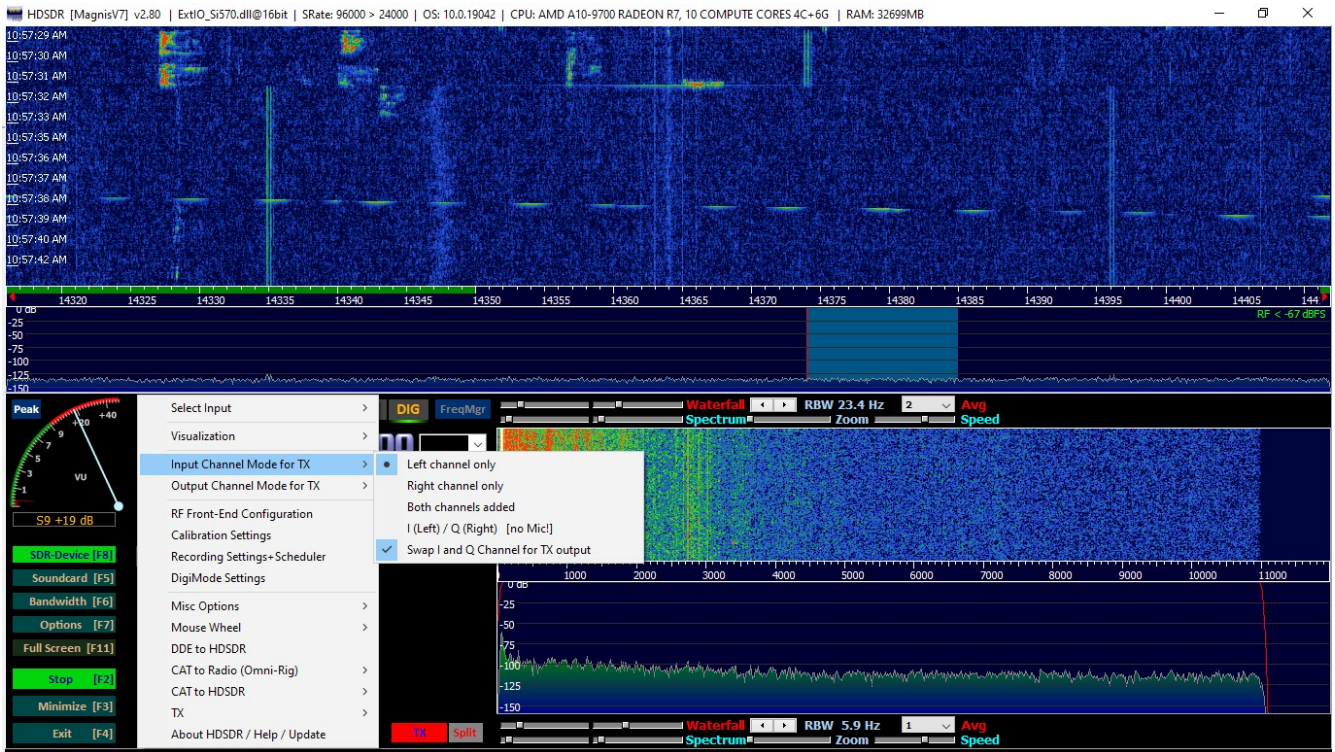 HDSDR [MagnisV7] v2.80 | ExtIO_Si570.dll@16bit | SRate: 96000 > 24000 | OS: 10.0.19042 | CPU: AMD A10-9700 RADEON R7, 10 COMPUTE CORES 4C+6G | RAM: 32699MB
10:57:29 AM
10:57:30 AM
10:57:31 AM
10:57:32 AM
10:57:33 AM
10:57:35 AM
10:57:36 AM
10:57:37 AM
10:57:38 AM
10:57:39 AM
10:57:40 AM
10:57:42 AM
14320 14325 14330 14335 14340 14345 14350 14355 14360 14365 14370 14375 14380 14385 14390 14395 14400 14405 144
0 dB
RF < -67 dBFS
-25
-50
-75
-100
-125
-150
Peak
+40
+20
9
7
5
3
1
VU
S9 +19 dB
SDR-Device [F8]
Soundcard [F5]
Bandwidth [F6]
Options [F7]
Full Screen [F11]
Stop [F2]
Minimize [F3]
Exit [F4]
Select Input
Visualization
Input Channel Mode for TX
Output Channel Mode for TX
RF Front-End Configuration
Calibration Settings
Recording Settings+Scheduler
DigiMode Settings
Misc Options
Mouse Wheel
DDE to HDSDR
CAT to Radio (Omni-Rig)
CAT to HDSDR
TX
About HDSDR / Help / Update
Left channel only
Right channel only
Both channels added
I (Left) / Q (Right) [no Mic!]
Swap I and Q Channel for TX output
DIG FreqMgr
TX Split
Waterfall RBW 23.4 Hz 2 Avg
Spectrum Zoom Speed
1000 2000 3000 4000 5000 6000 7000 8000 9000 10000 11000
0 dB
-25
-50
-75
-100
-125
-150
Waterfall RBW 5.9 Hz 1 Avg
Spectrum Zoom Speed